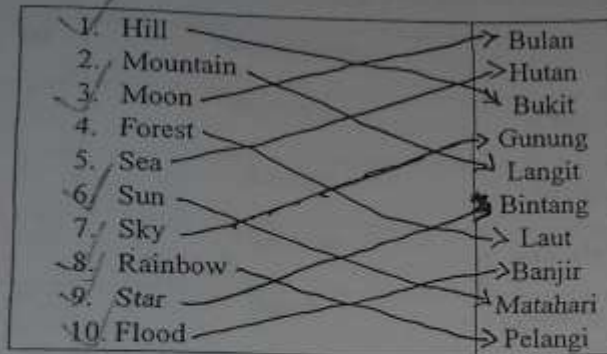 1. Hill
2. Mountain
3. Moon
4. Forest
5. Sea
6. Sun
7. Sky
8. Rainbow
9. Star
10. Flood
Bulan
Hutan
Bukit
Gunung
Langit
Bintang
Laut
Banjir
Matahari
Pelangi